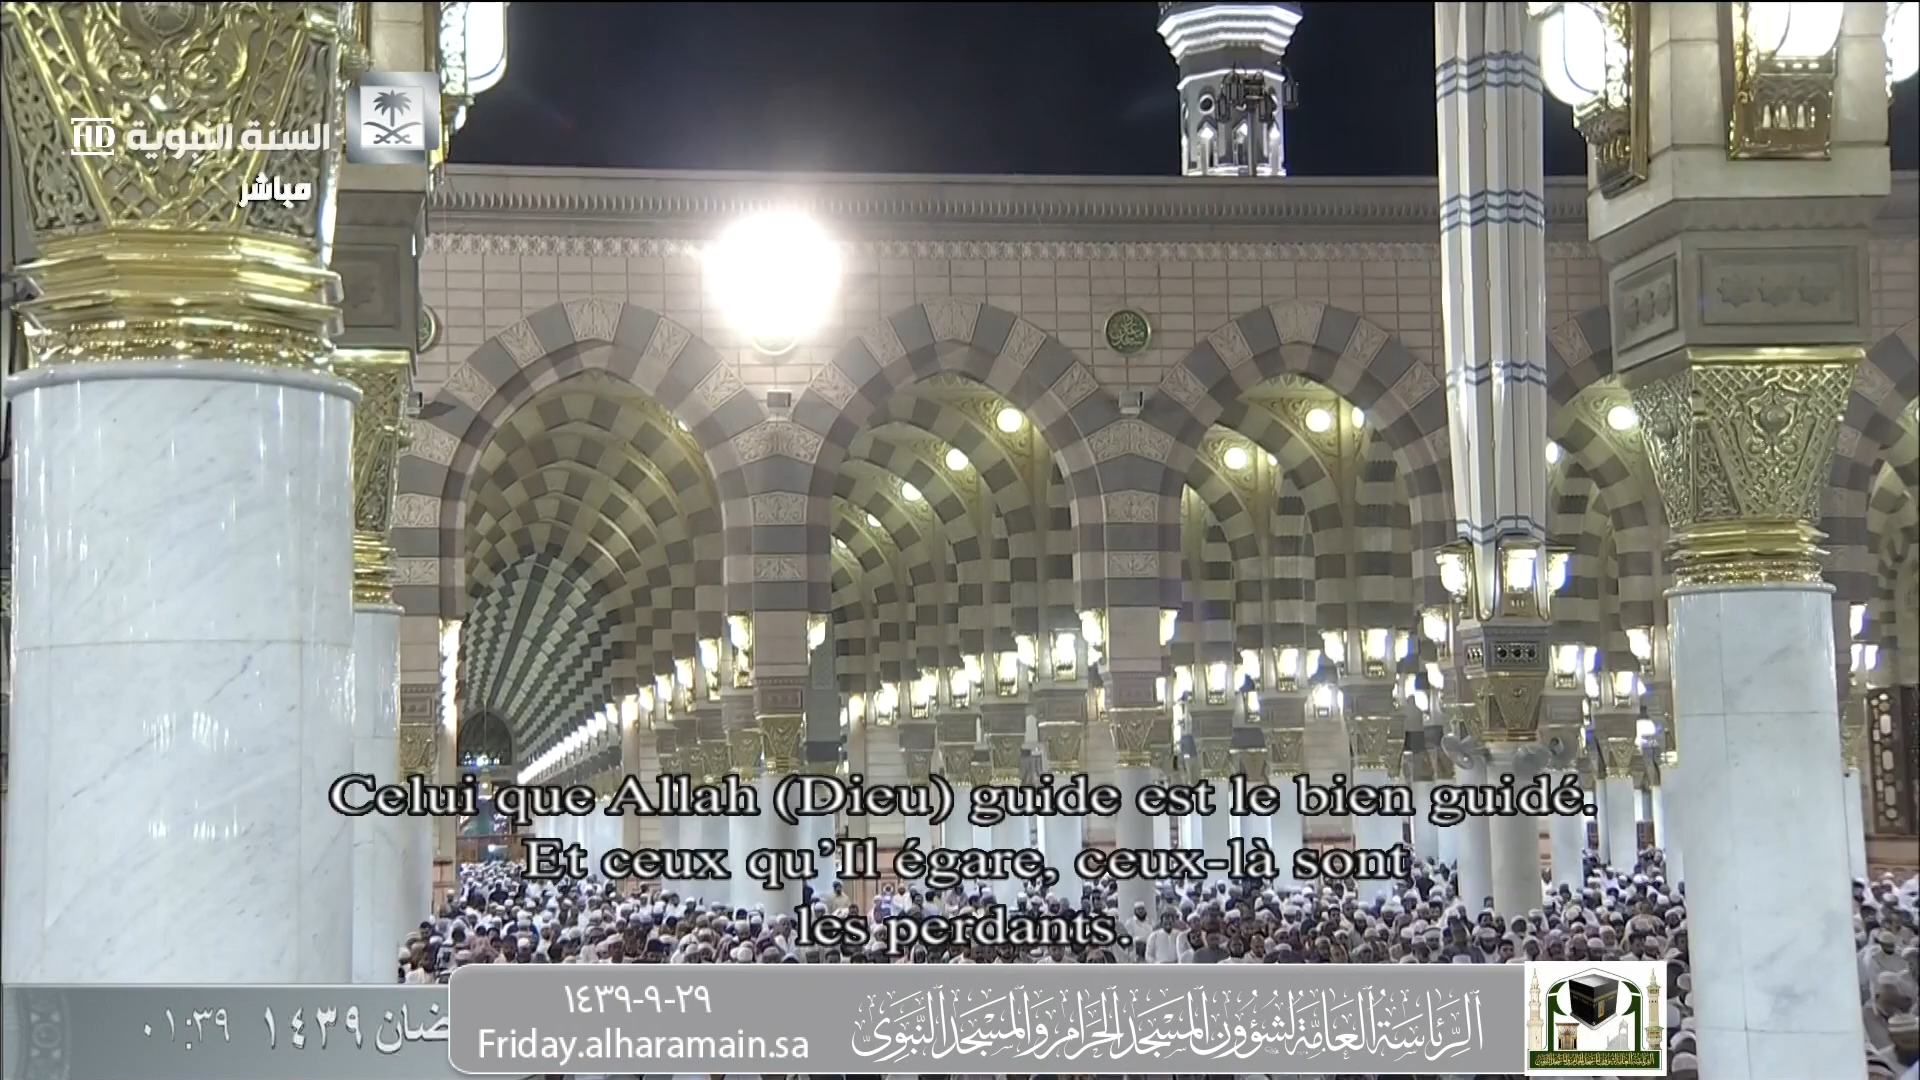 السنة النبوية HD
مباشر
Celui que Allah (Dieu) guide est le bien guidé.
Et ceux qu’Il égare, ceux-là sont
les perdants.
١٤٣٩-٩-٢٩
Friday.alharamain.sa
الرئاسة العامة لشؤون المسجد الحرام والمسجد النبوي
ضان ١٤٣٩ ٠١:٣٩